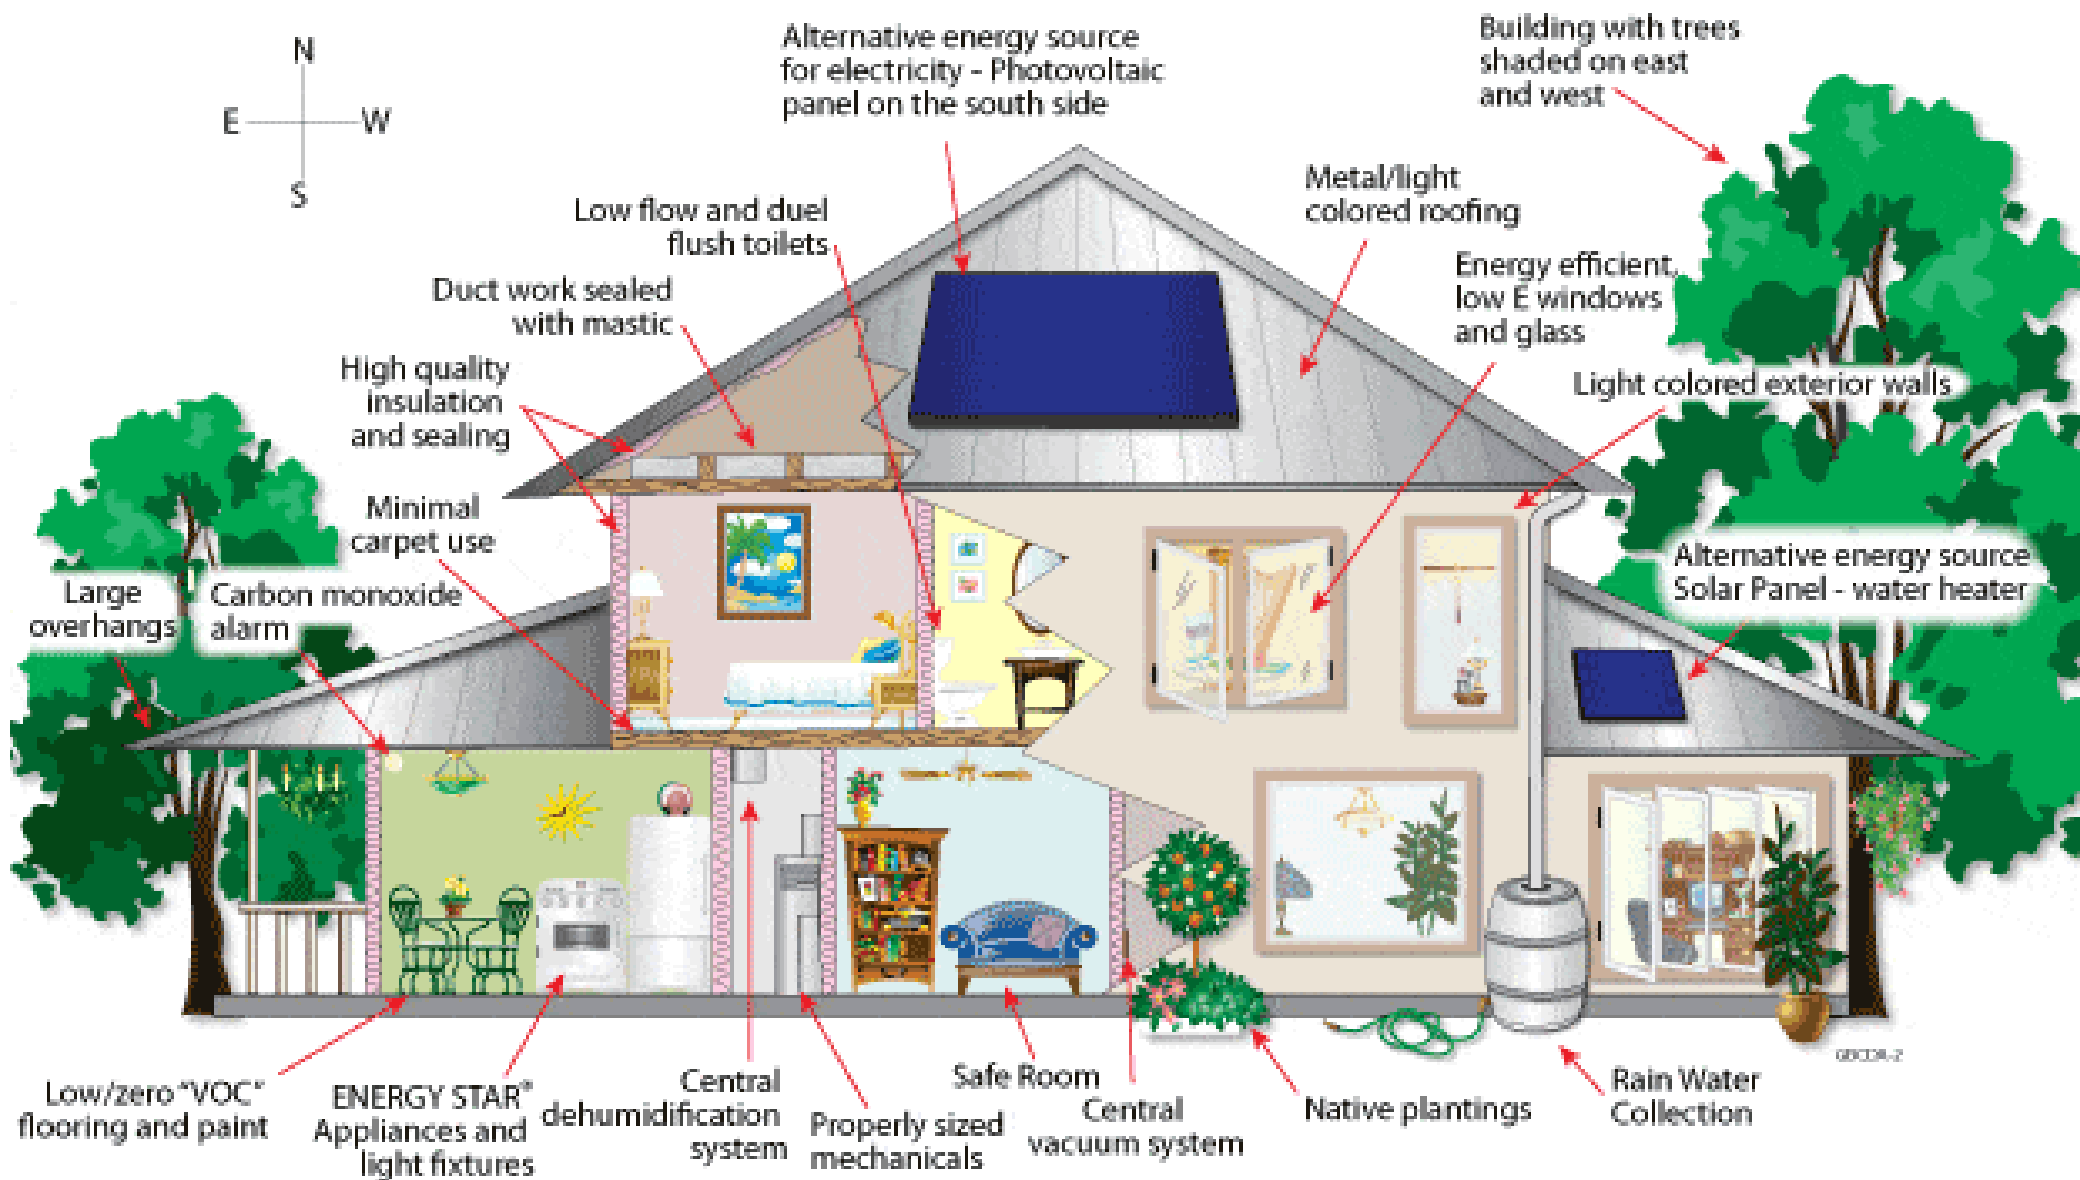 N
E
W
S
Alternative energy source
for electricity - Photovoltaic
panel on the south side
Building with trees
shaded on east
and west
Metal/light
colored roofing
Low flow and duel
flush toilets
Energy efficient,
low E windows
and glass
Duct work sealed
with mastic
High quality
insulation
and sealing
Light colored exterior walls
Minimal
carpet use
Alternative energy source
Solar Panel - water heater
Large
overhangs
Carbon monoxide
alarm
Low/zero "VOC"
flooring and paint
ENERGY STAR®
Appliances and
light fixtures
Central
dehumidification
system
Properly sized
mechanicals
Safe Room
Central
vacuum system
Native plantings
Rain Water
Collection